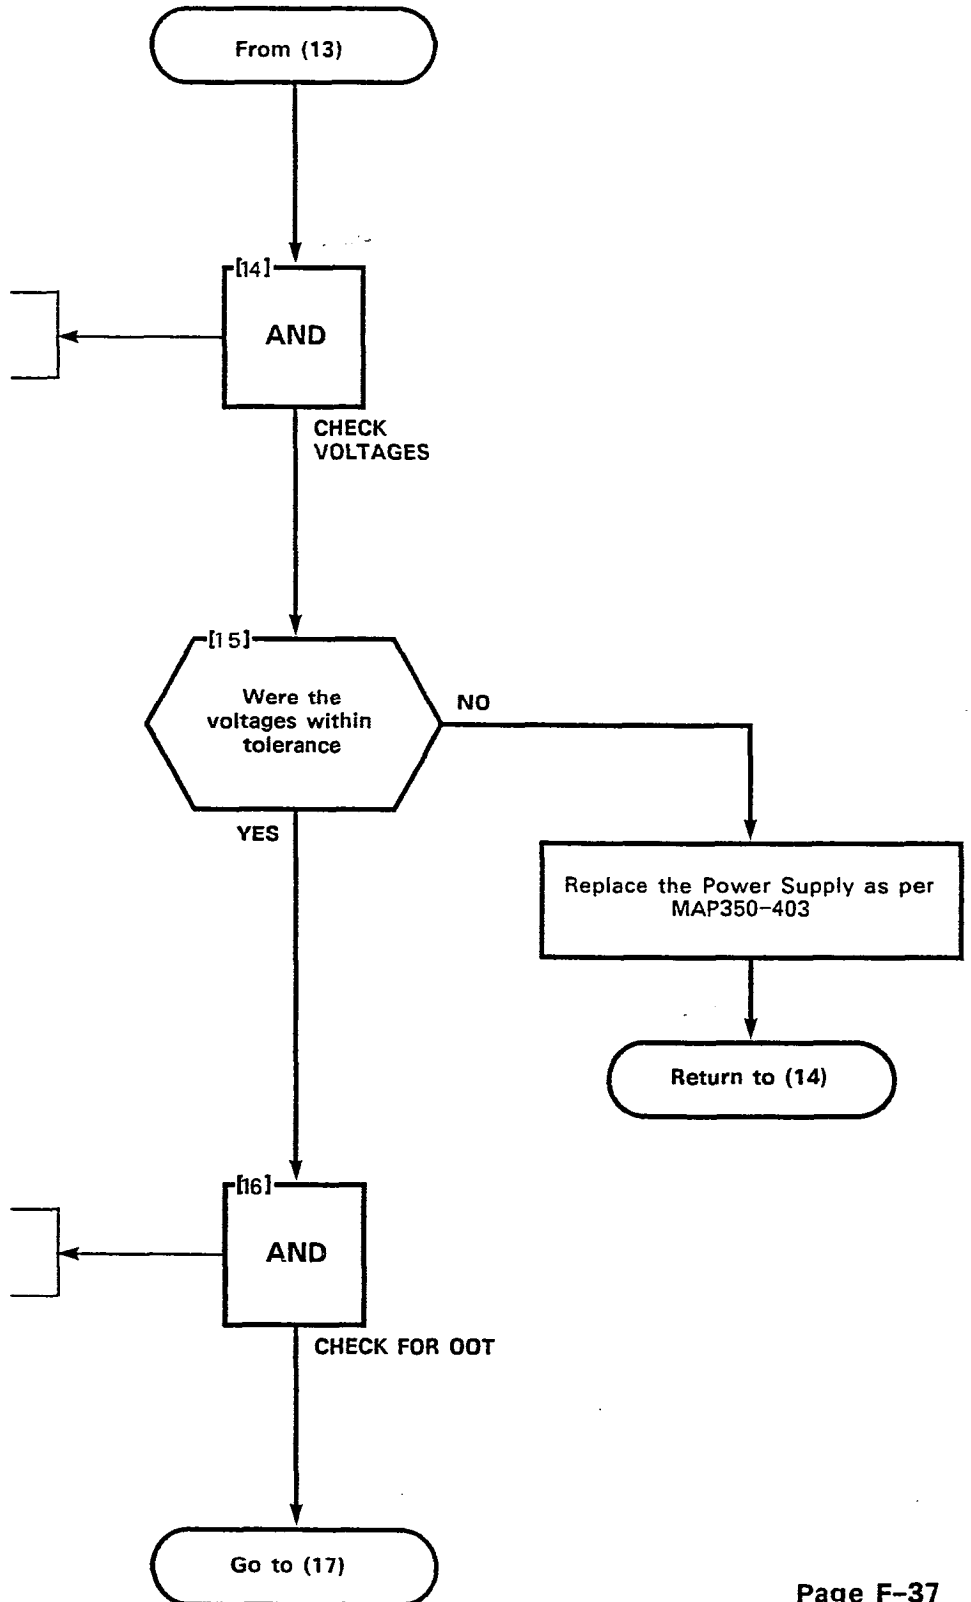 From (13)
[14]
AND
CHECK
VOLTAGES
[15]
Were the
voltages within
tolerance
NO
YES
Replace the Power Supply as per
MAP350-403
Return to (14)
[16]
AND
CHECK FOR OOT
Go to (17)
Page F-37